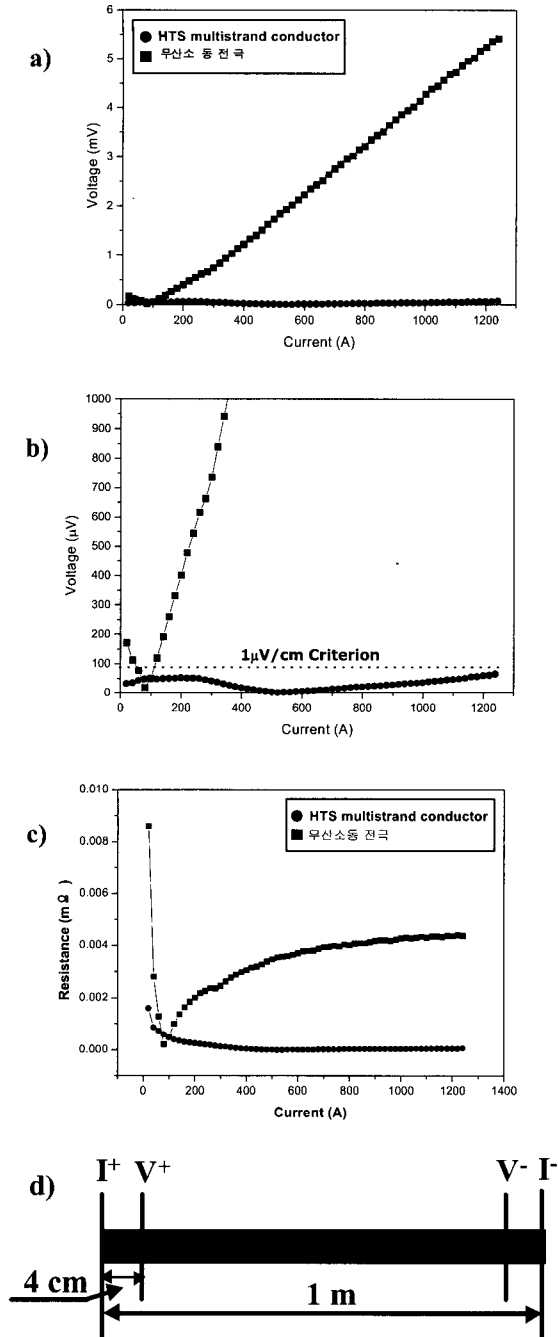 a)
6
5
4
3
2
1
0
Voltage (mV)
HTS multistrand conductor
무산소 동 전극
0 200 400 600 800 1000 1200
Current (A)
b)
1000
900
800
700
600
500
400
300
200
100
0
Voltage (μV)
1μV/cm Criterion
0 200 400 600 800 1000 1200
Current (A)
c)
0.010
0.008
0.006
0.004
0.002
0.000
Resistance (mΩ)
HTS multistrand conductor
무산소동 전극
0 200 400 600 800 1000 1200 1400
Current (A)
d)
I⁺ V⁺ V⁻ I⁻
4 cm
1 m